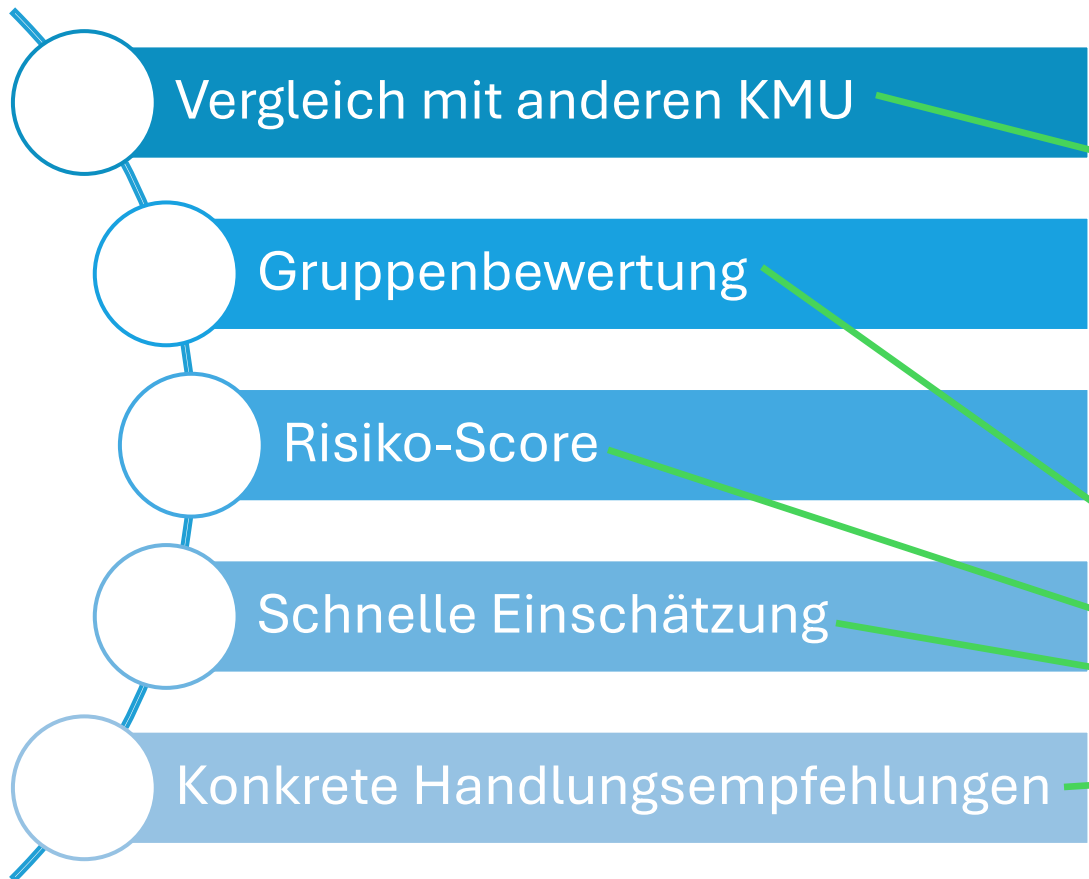 Vergleich mit anderen KMU
Gruppenbewertung
Risiko-Score
Schnelle Einschätzung
Konkrete Handlungsempfehlungen